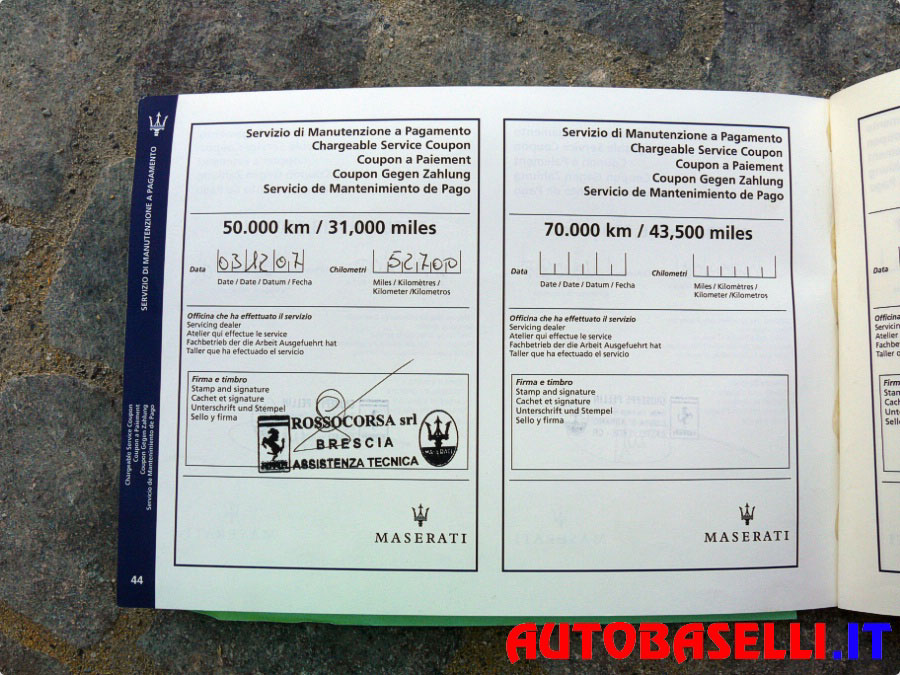 SERVIZIO DI MANUTENZIONE A PAGAMENTO
Chargeable Service Coupon
Coupon a Paiement
Coupon Gegen Zahlung
Servicio de Mantenimiento de Pago
44
Servizio di Manutenzione a Pagamento
Chargeable Service Coupon
Coupon a Paiement
Coupon Gegen Zahlung
Servicio de Mantenimiento de Pago
50.000 km / 31,000 miles
Data 03 12 07 Chilometri 52700
Date / Date / Datum / Fecha
Miles / Kilomètres /
Kilometer /Kilometros
Officina che ha effettuato il servizio
Servicing dealer
Atelier qui effectue le service
Fachbetrieb der die Arbeit Ausgefuehrt hat
Taller que ha efectuado el servicio
Firma e timbro
Stamp and signature
Cachet et signature
Unterschrift und Stempel
Sello y firma
ROSSOCORSA srl
BRESCIA
ASSISTENZA TECNICA
MASERATI
MASERATI
Servizio di Manutenzione a Pagamento
Chargeable Service Coupon
Coupon a Paiement
Coupon Gegen Zahlung
Servicio de Mantenimiento de Pago
70.000 km / 43,500 miles
Data Chilometri
Date / Date / Datum / Fecha
Miles / Kilomètres /
Kilometer /Kilometros
Officina che ha effettuato il servizio
Servicing dealer
Atelier qui effectue le service
Fachbetrieb der die Arbeit Ausgefuehrt hat
Taller que ha efectuado el servicio
Firma e timbro
Stamp and signature
Cachet et signature
Unterschrift und Stempel
Sello y firma
MASERATI
Data
Officina
Servicin
Atelier
Fachbet
Taller q
Firma
Stam
Cach
Unte
Sello
AUTOBASELLI.IT